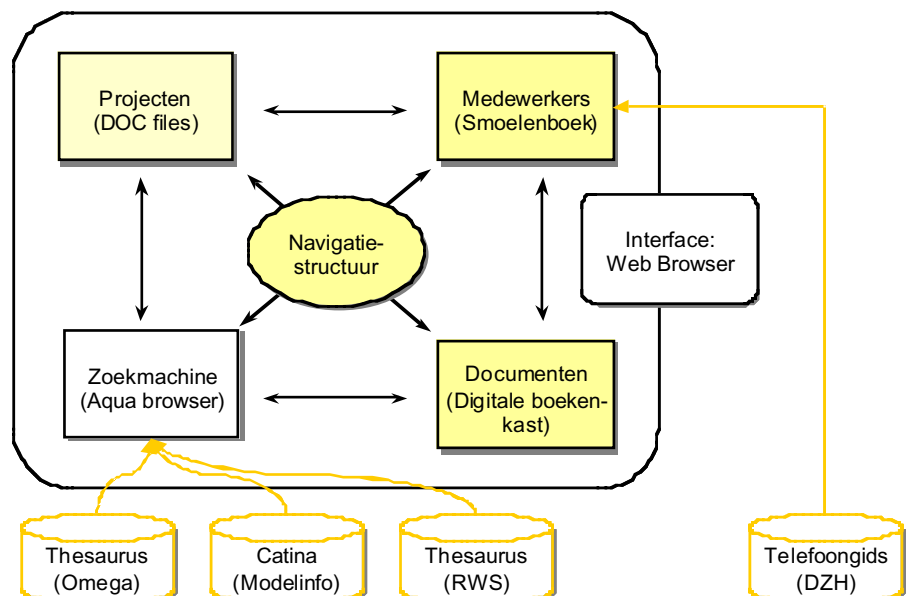 Projecten
(DOC files)
Medewerkers
(Smoelenboek)
Navigatie-
structuur
Interface:
Web Browser
Zoekmachine
(Aqua browser)
Documenten
(Digitale boeken-
kast)
Thesaurus
(Omega)
Catina
(Modelinfo)
Thesaurus
(RWS)
Telefoongids
(DZH)